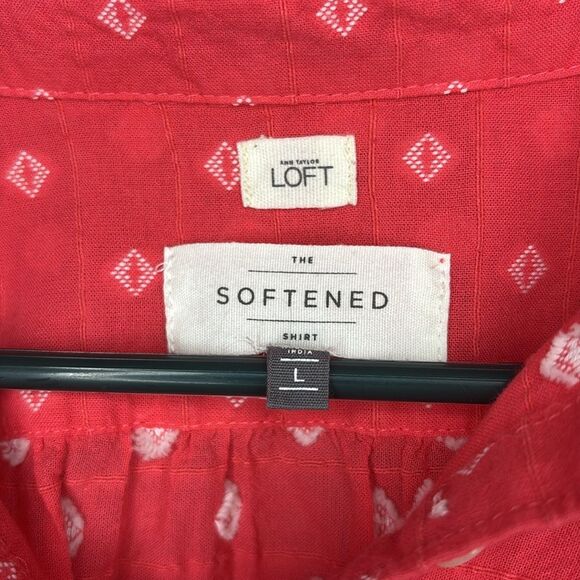 ANN TAYLOR
LOFT
THE
SOFTENED
SHIRT
INDIA
L